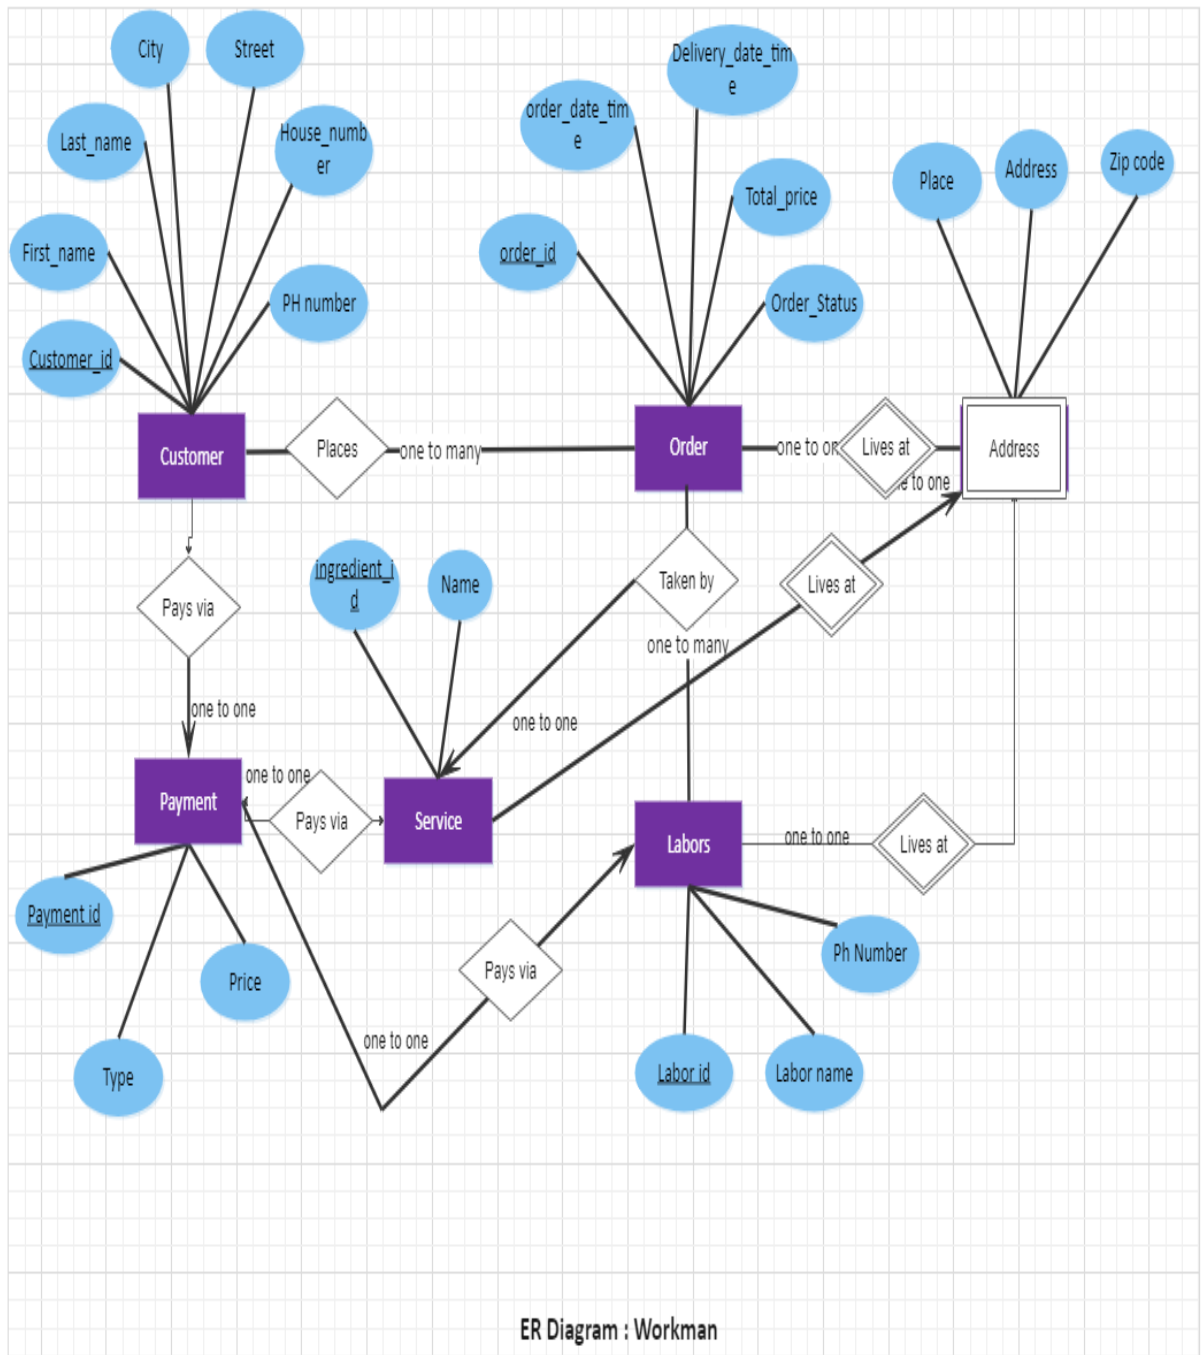 City
Street
Delivery_date_tim
e
order_date_tim
e
Last_name
House_numb
er
Place
Address
Zip code
Total_price
First_name
order_id
PH number
Order_Status
Customer_id
Customer
Places
one to many
Order
one to or
Lives at
Address
e to one
ingredient_i
d
Name
Taken by
Lives at
Pays via
one to many
one to one
one to one
one to one
Payment
Pays via
Service
Labors
one to one
Lives at
Payment id
Price
Pays via
Ph Number
one to one
Type
Labor id
Labor name
ER Diagram : Workman